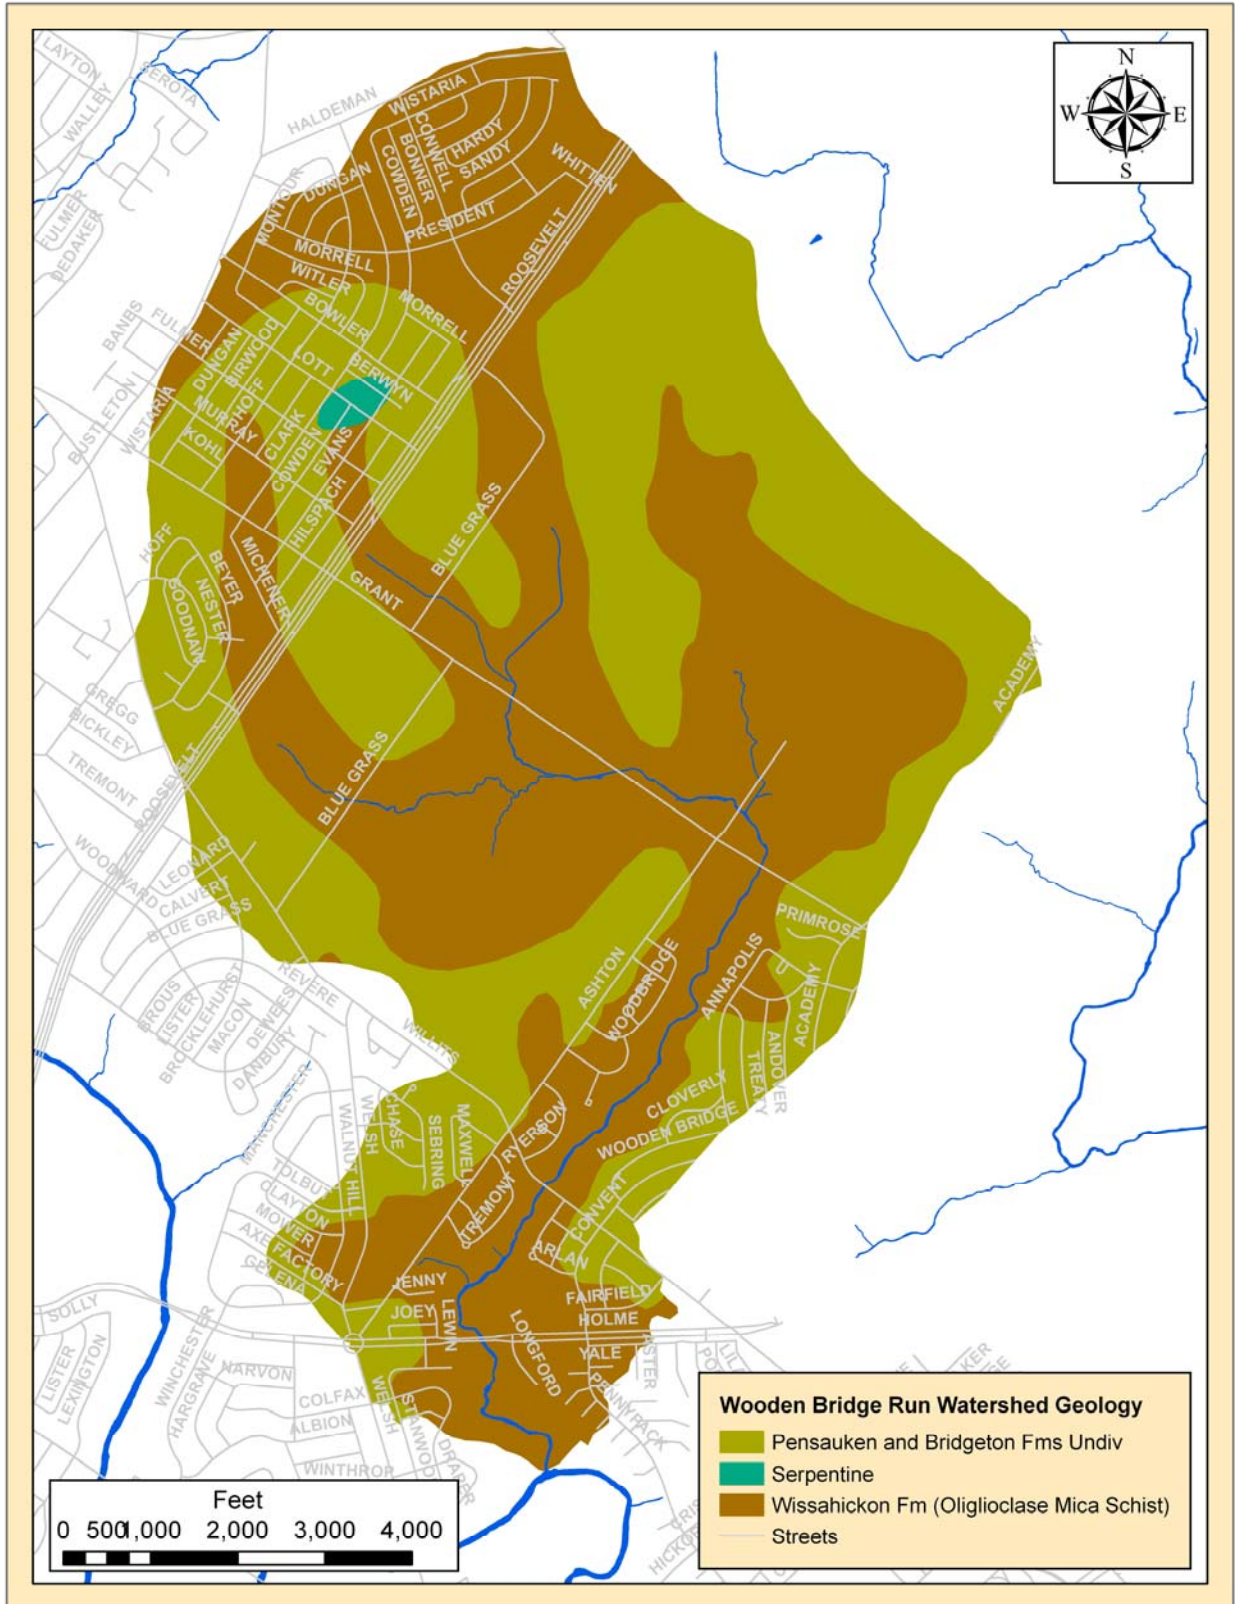 LAYTON
WALLEY
SEROTA
HALDEMAN
WISTARIA
N
W
E
S
CONWELL
BONNER
COWDEN
HARDY
SANDY
WHITTEN
FULMER
DEDAKER
MONTOUR
DUNGAN
PRESIDENT
ROOSEVELT
MORRELL
WITLER
BOWLER
MORRELL
BANES
FULMER
DUNGAN
BIRWOOD
LOTT
BERWYN
HOFF
BUSTLETON
WISTARIA
MURRAY
KOHL
CLARK
COWDEN
EVANS
HILSPACH
BLUE GRASS
HOFF
BEYER
MICHENER
GRANT
NESTER
GOODNAW
ACADEMY
GREGG
BICKLEY
TREMONT
ROOSEVELT
BLUE GRASS
WOODWARD
LEONARD
CALVERT
BLUE GRASS
PRIMROSE
ASHTON
WOODBRIDGE
ANNAPOLIS
ACADEMY
REVERE
BROUS
LISTER
BROCKLEHURST
MACON
DEWEES
DANBURY
WILLITS
ANDOVER
TREATY
MANCHESTER
WALNUT HILL
WELSH
CHASE
SEBRING
MAXWELL
RYERSON
CLOVERLY
WOODEN BRIDGE
TOLBUT
CLAYTON
MOWER
AXE FACTORY
GELENA
TREMONT
CONVENT
ARLAN
JENNY
JOEY
LEWIN
FAIRFIELD
HOLME
LONGFORD
YALE
SOLLY
LISTER
LEXINGTON
WINCHESTER
HARGRAVE
NARVON
COLFAX
ALBION
WINTHROP
WELSH
STANWOOD
DRAPER
PENNYPACK
Wooden Bridge Run Watershed Geology
Pensauken and Bridgeton Fms Undiv
Serpentine
Wissahickon Fm (Oliglioclase Mica Schist)
Streets
Feet
0 500 1,000 2,000 3,000 4,000